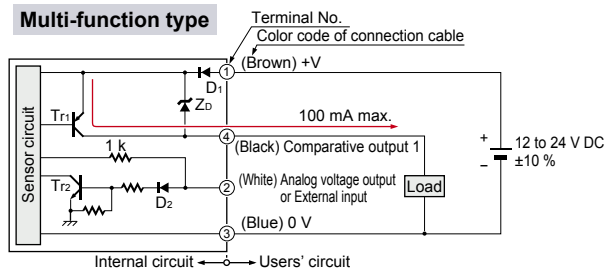 Multi-function type
Terminal No.
Color code of connection cable
1
(Brown) +V
D1
ZD
Tr1
100 mA max.
4
(Black) Comparative output 1
Sensor circuit
1 k
+
12 to 24 V DC
±10 %
−
Tr2
D2
2
(White) Analog voltage output
or External input
Load
3
(Blue) 0 V
Internal circuit
Users' circuit